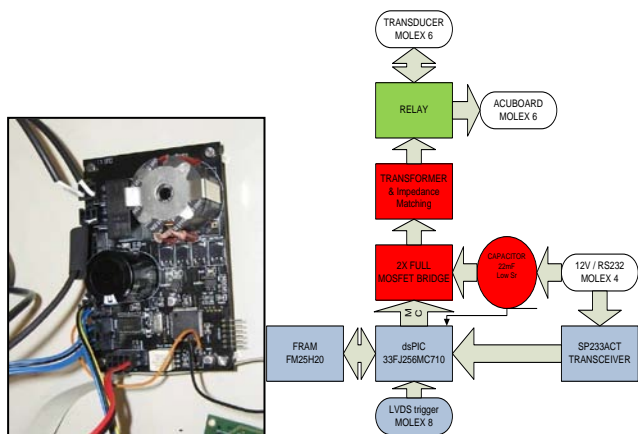 TRANSDUCER
MOLEX 6
RELAY
ACUBOARD
MOLEX 6
TRANSFORMER
& Impedance
Matching
2X FULL
MOSFET BRIDGE
CAPACITOR
22mF
Low Sr
12V / RS232
MOLEX 4
M
C
FRAM
FM25H20
dsPIC
33FJ256MC710
SP233ACT
TRANSCEIVER
LVDS trigger
MOLEX 8